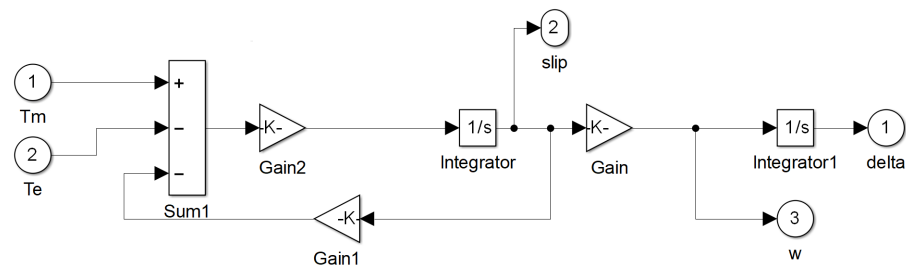 2
slip
1
Tm
+
−
−
Sum1
2
Te
-K-
Gain2
1/s
Integrator
-K-
Gain
1/s
Integrator1
1
delta
-K-
Gain1
3
w